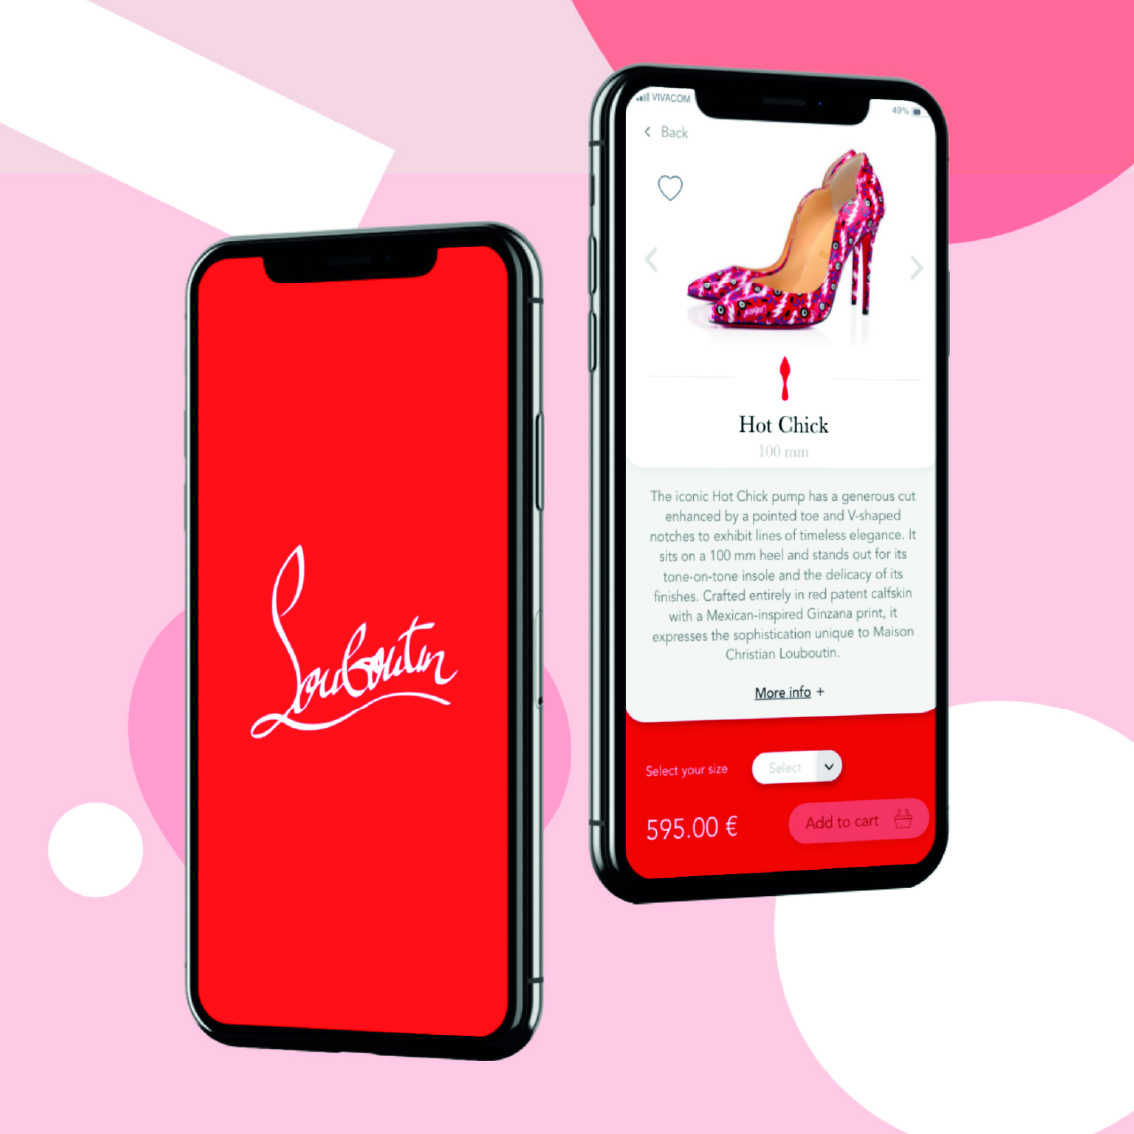 Louboutin
VIVACOM
49%
Back
Hot Chick
100 mm
The iconic Hot Chick pump has a generous cut
enhanced by a pointed toe and V-shaped
notches to exhibit lines of timeless elegance. It
sits on a 100 mm heel and stands out for its
tone-on-tone insole and the delicacy of its
finishes. Crafted entirely in red patent calfskin
with a Mexican-inspired Ginzana print, it
expresses the sophistication unique to Maison
Christian Louboutin.
More info +
Select your size
Select
595.00 €
Add to cart